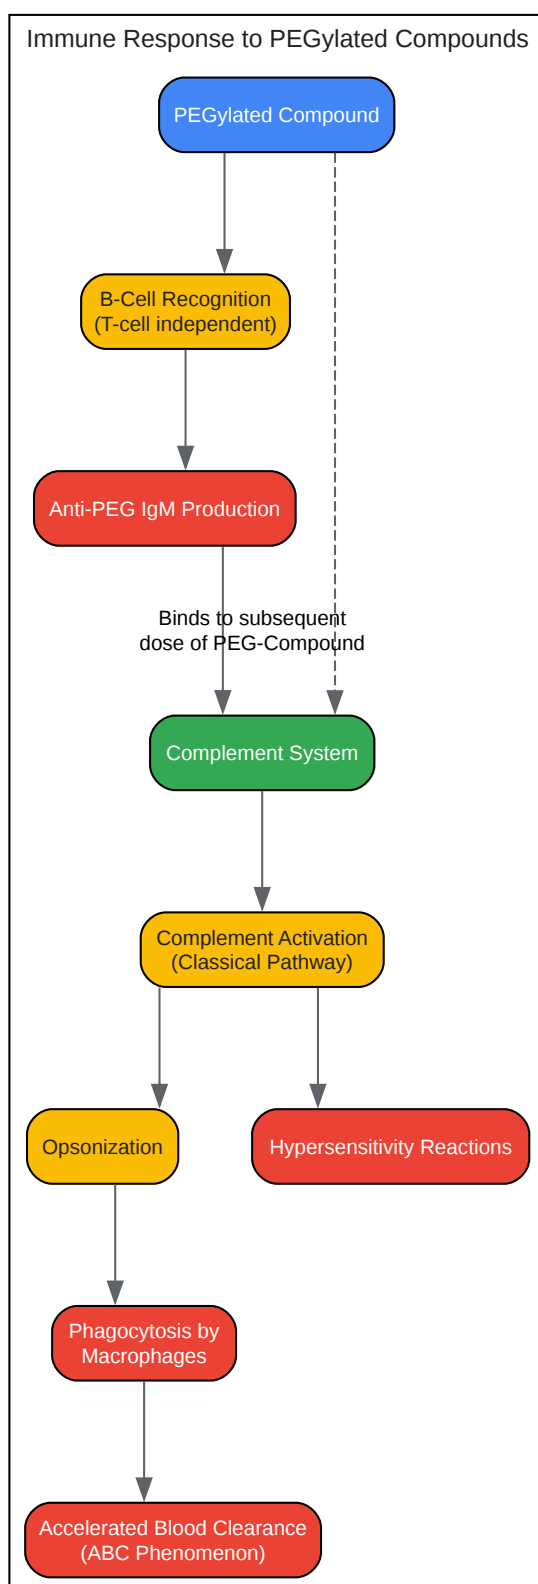 Immune Response to PEGylated Compounds
PEGylated Compound
B-Cell Recognition
(T-cell independent)
Anti-PEG IgM Production
Binds to subsequent
dose of PEG-Compound
Complement System
Complement Activation
(Classical Pathway)
Opsonization
Hypersensitivity Reactions
Phagocytosis by
Macrophages
Accelerated Blood Clearance
(ABC Phenomenon)